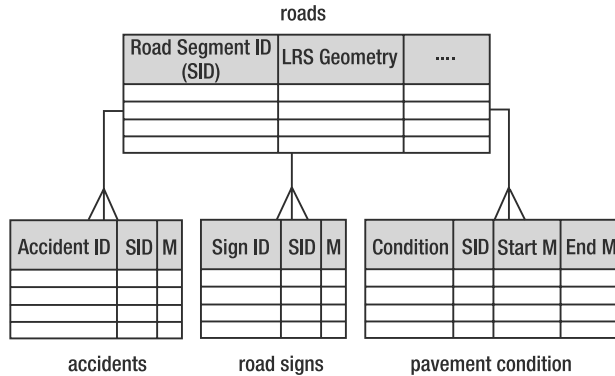 roads
Road Segment ID
(SID)
LRS Geometry
....
Accident ID
SID
M
Sign ID
SID
M
Condition
SID
Start M
End M
accidents
road signs
pavement condition